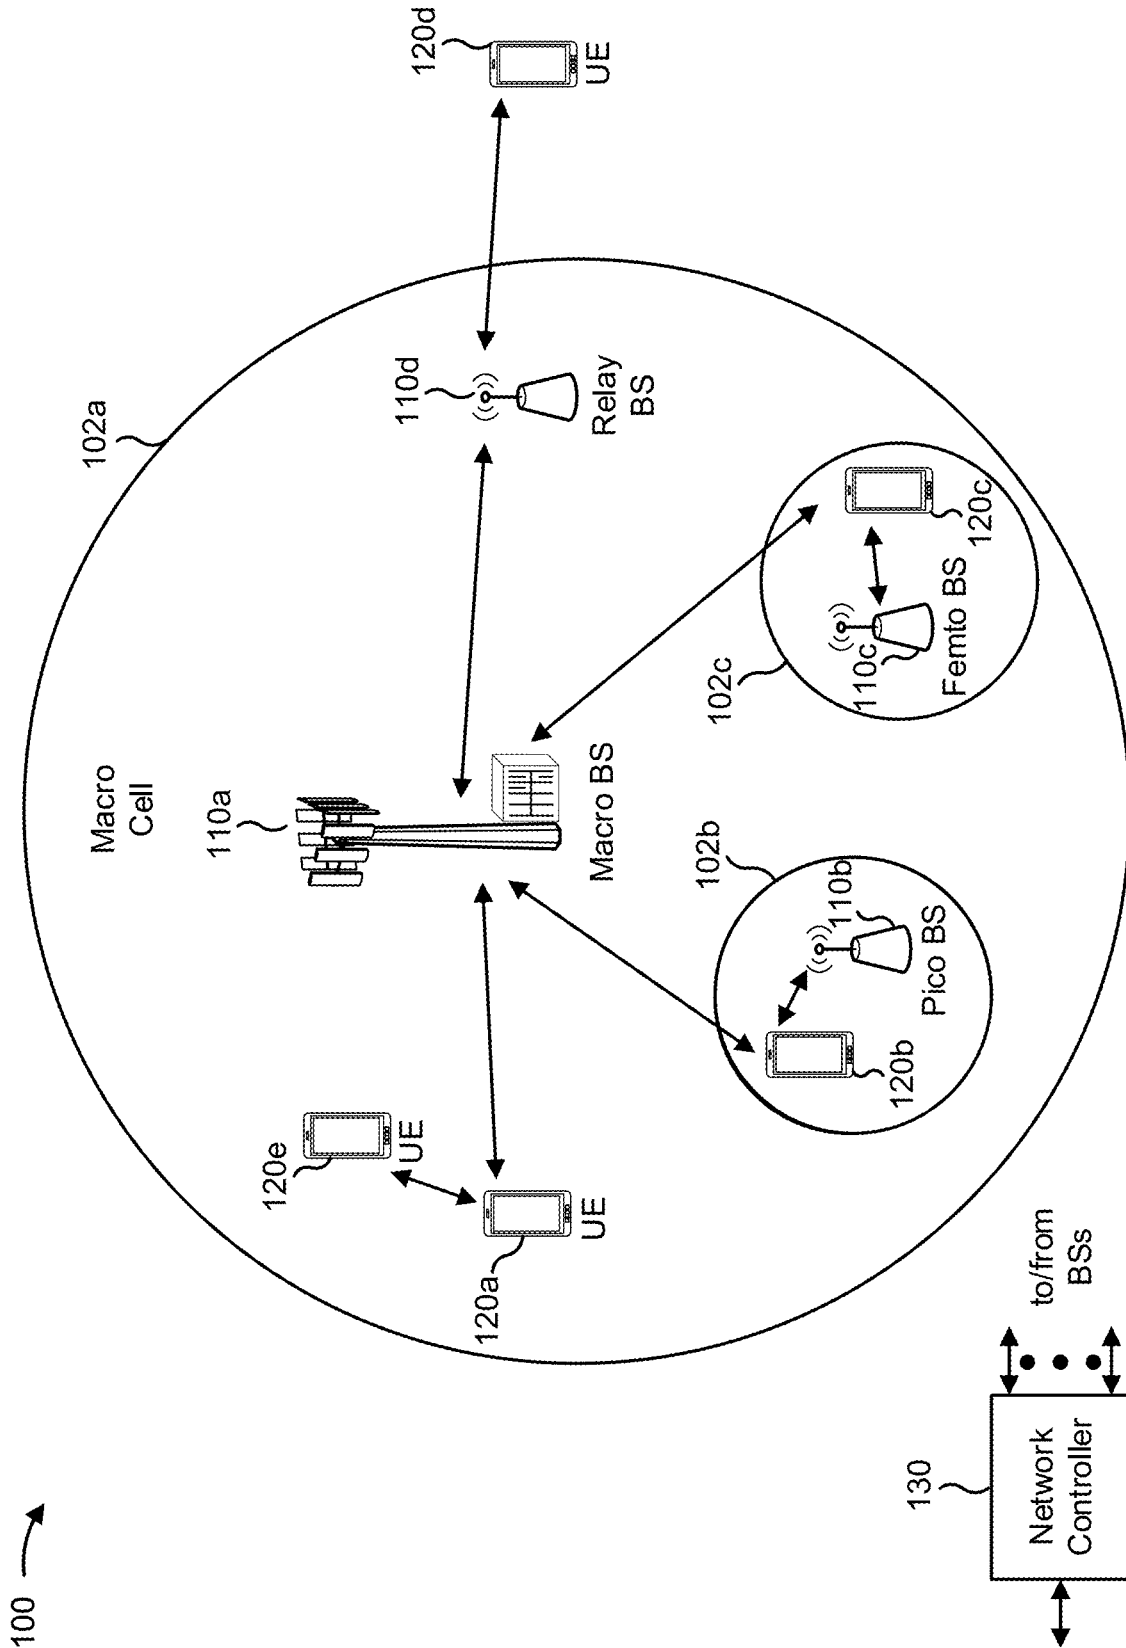 100
Macro
Cell
102a
110a
Macro BS
120e
UE
120a
UE
110d
Relay
BS
120d
UE
102b
110b
Pico BS
120b
102c
110c
Femto BS
120c
130
Network
Controller
to/from
BSs